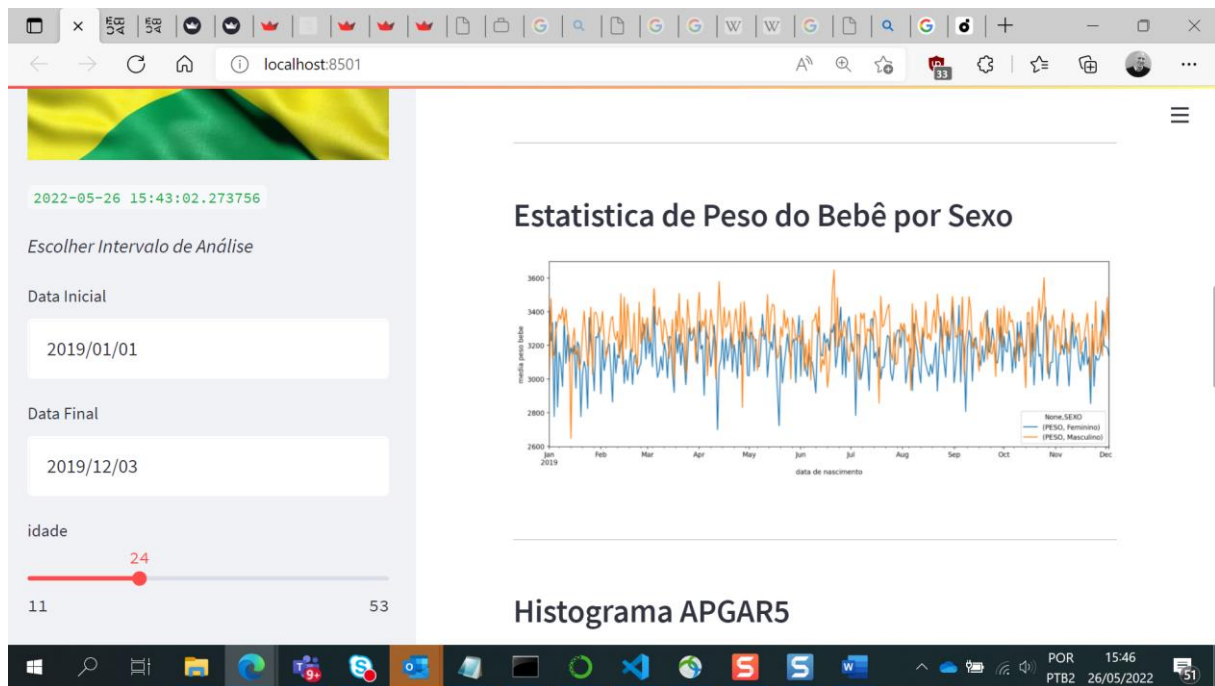 localhost:8501
33
2022-05-26 15:43:02.273756
Escolher Intervalo de Análise
Data Inicial
2019/01/01
Data Final
2019/12/03
idade
24
11
53
Estatistica de Peso do Bebê por Sexo
3600
3400
3200
3000
2800
2600
media peso bebe
Jan
2019
Feb
Mar
Apr
May
Jun
Jul
Aug
Sep
Oct
Nov
Dec
data de nascimento
None,SEXO
(PESO, Feminino)
(PESO, Masculino)
Histograma APGAR5
9+
POR
PTB2
15:46
26/05/2022
51